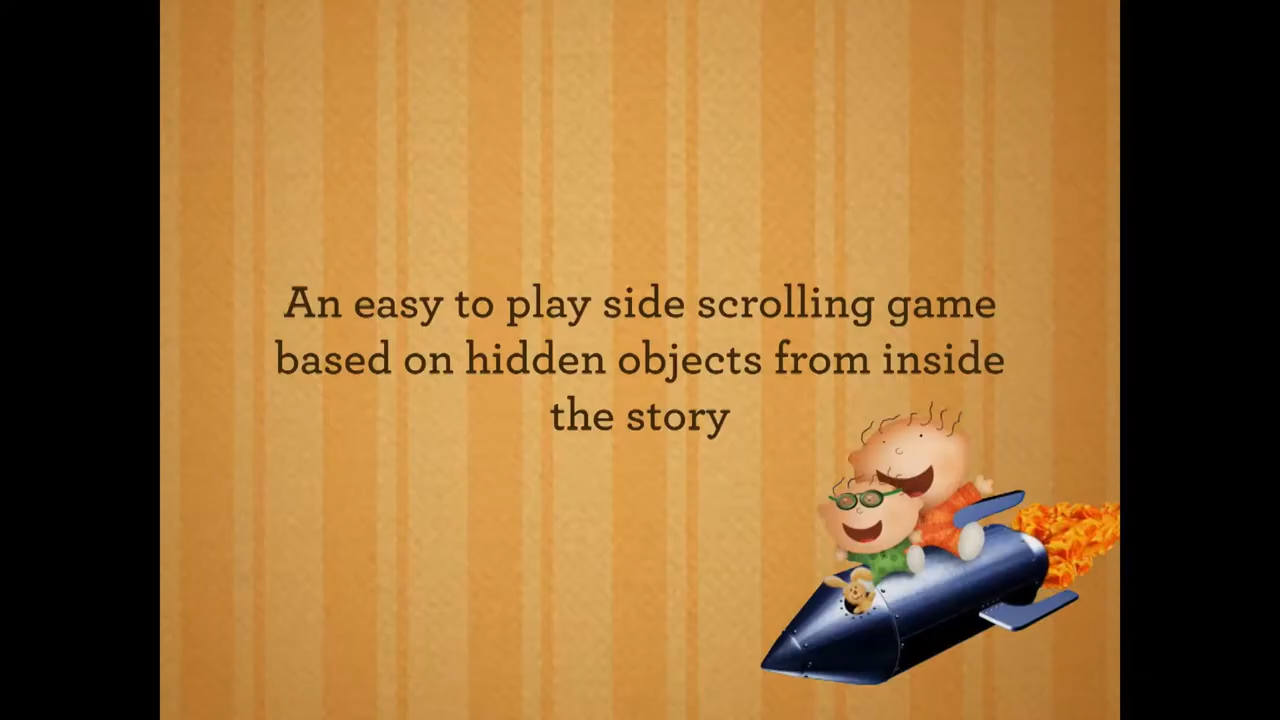 An easy to play side scrolling game
based on hidden objects from inside
the story